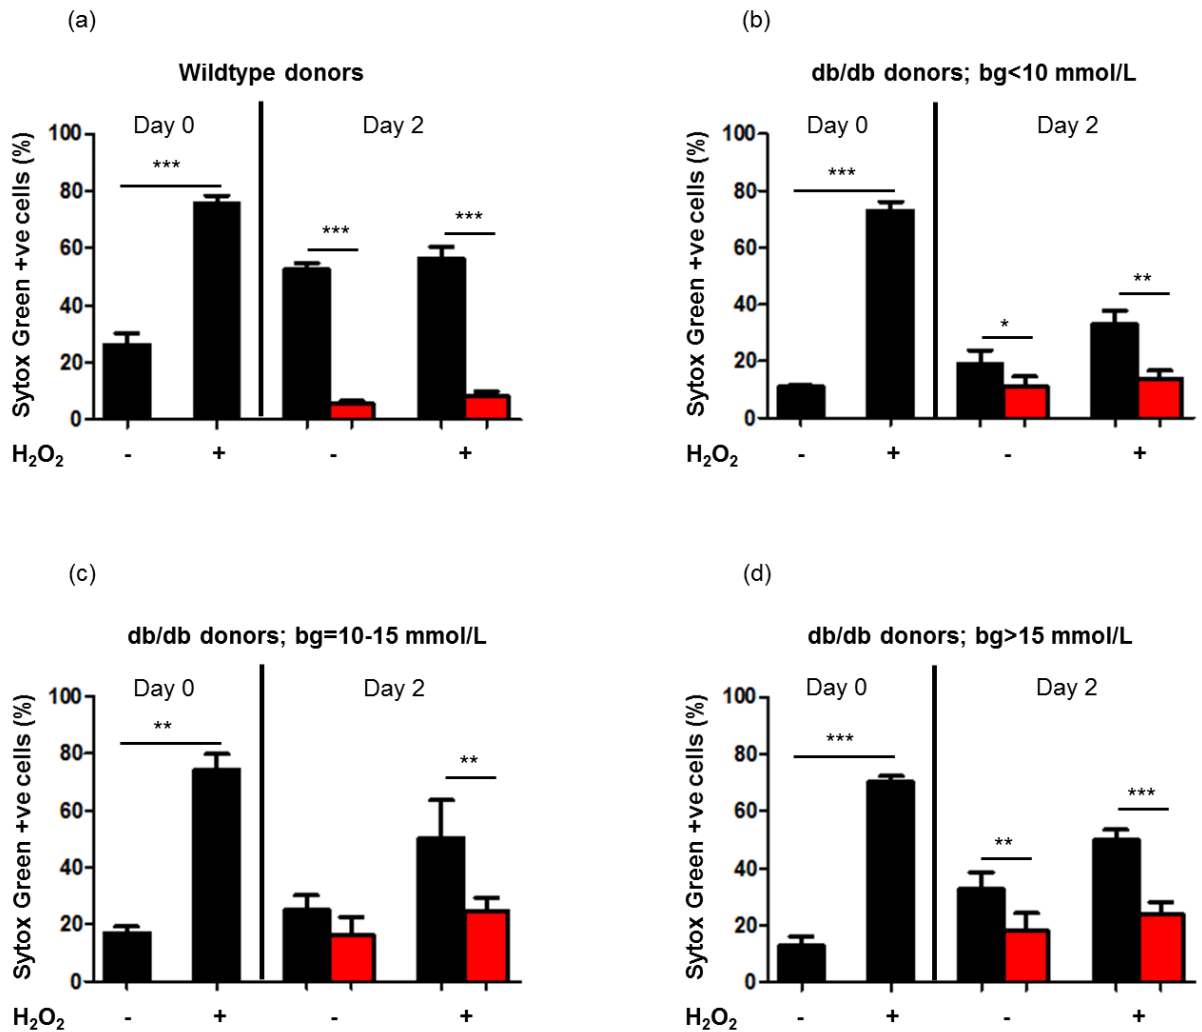 (a)
Wildtype donors
Day 0
Day 2
Sytox Green +ve cells (%)
100
80
60
40
20
0
***
***
***
H₂O₂ - + - +
(b)
db/db donors; bg<10 mmol/L
Day 0
Day 2
Sytox Green +ve cells (%)
100
80
60
40
20
0
***
*
**
H₂O₂ - + - +
(c)
db/db donors; bg=10-15 mmol/L
Day 0
Day 2
Sytox Green +ve cells (%)
100
80
60
40
20
0
**
**
H₂O₂ - + - +
(d)
db/db donors; bg>15 mmol/L
Day 0
Day 2
Sytox Green +ve cells (%)
100
80
60
40
20
0
***
**
***
H₂O₂ - + - +